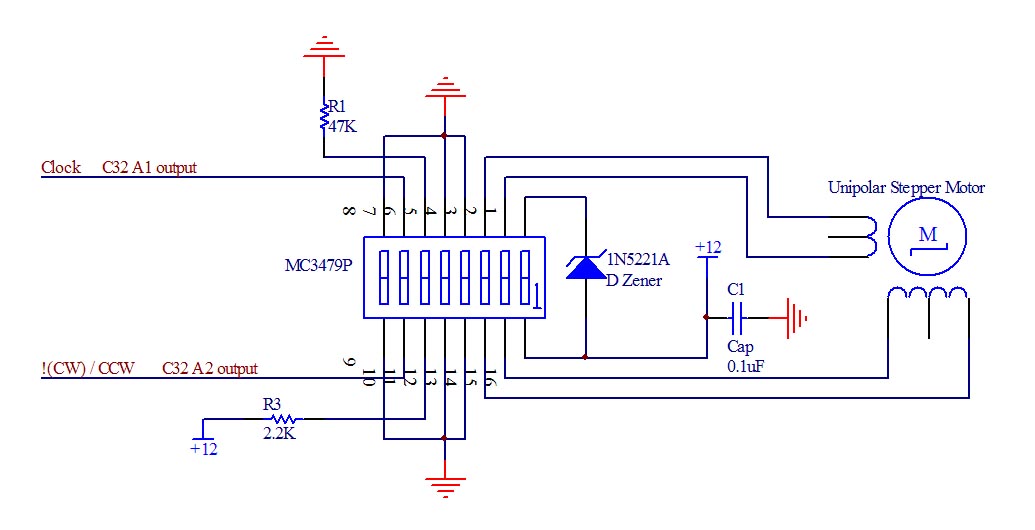 R1
47K
Clock C32 A1 output
Unipolar Stepper Motor
8 7 6 5 4 3 2 1
M
+12
MC3479P
1N5221A
D Zener
1
C1
Cap
0.1uF
!(CW) / CCW C32 A2 output
9 10 11 12 13 14 15 16
R3
2.2K
+12